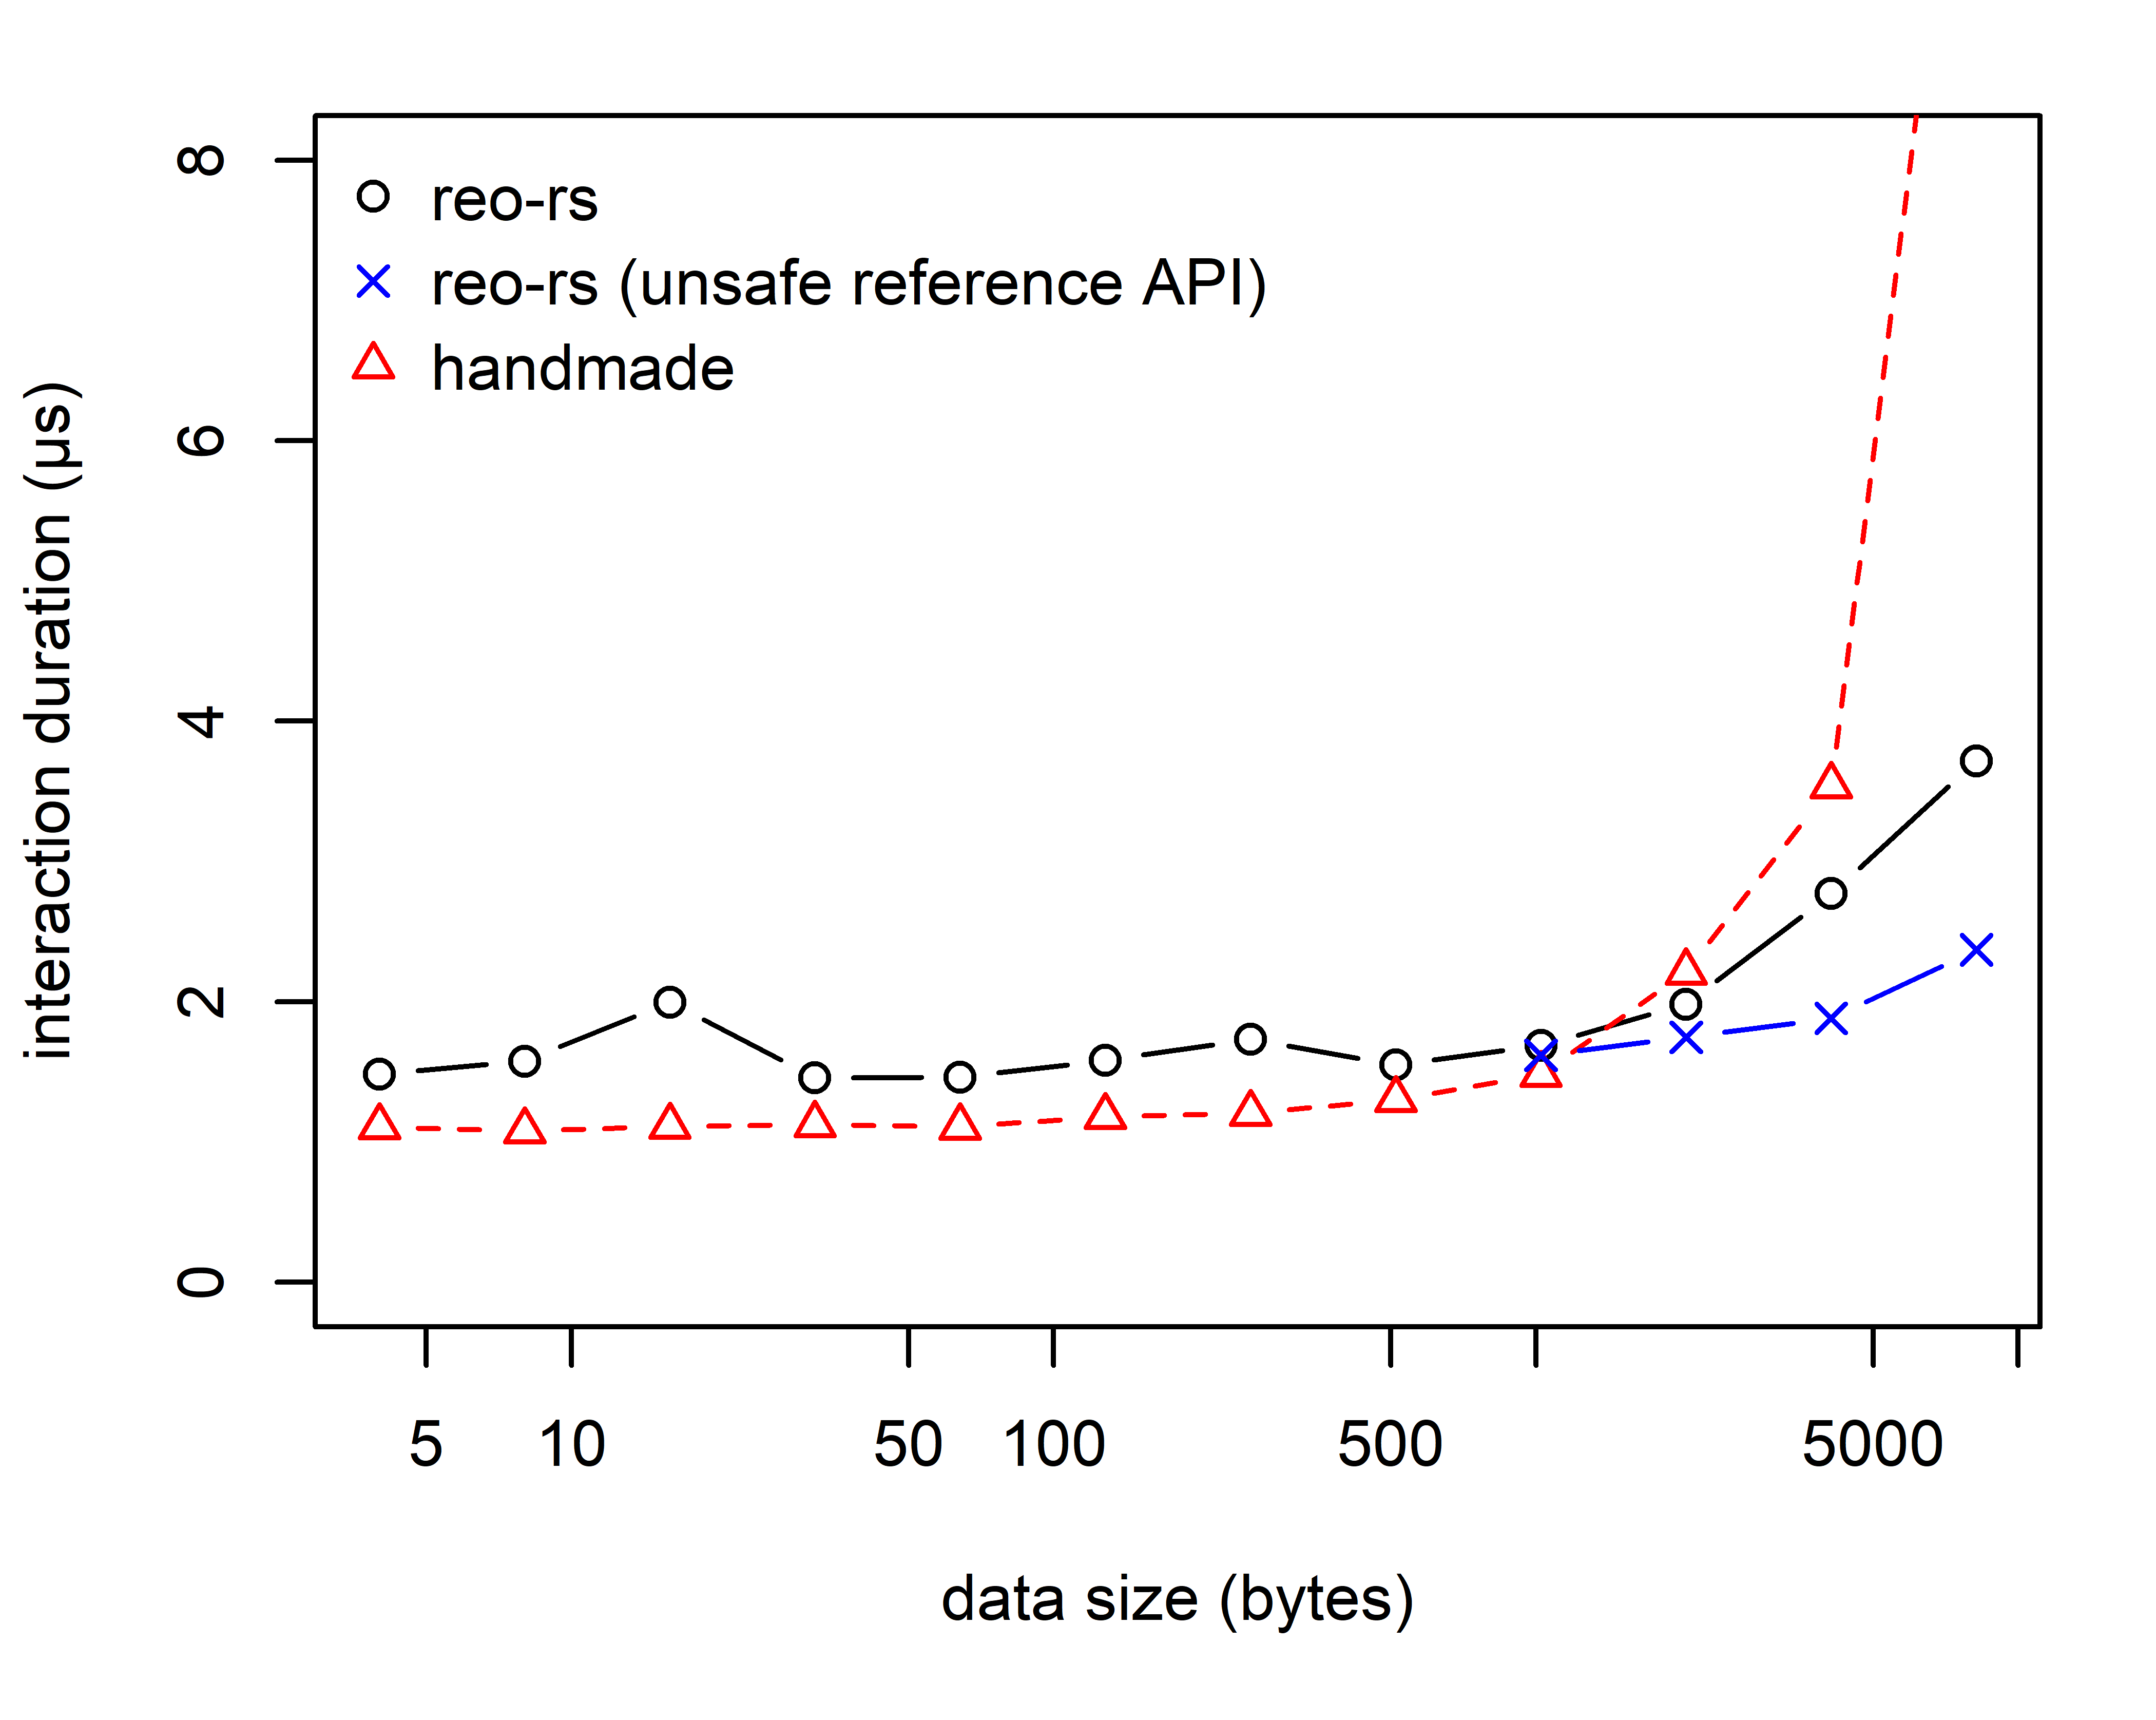 reo-rs
reo-rs (unsafe reference API)
handmade
interaction duration (µs)
8
6
4
2
0
5 10 50 100 500 5000
data size (bytes)